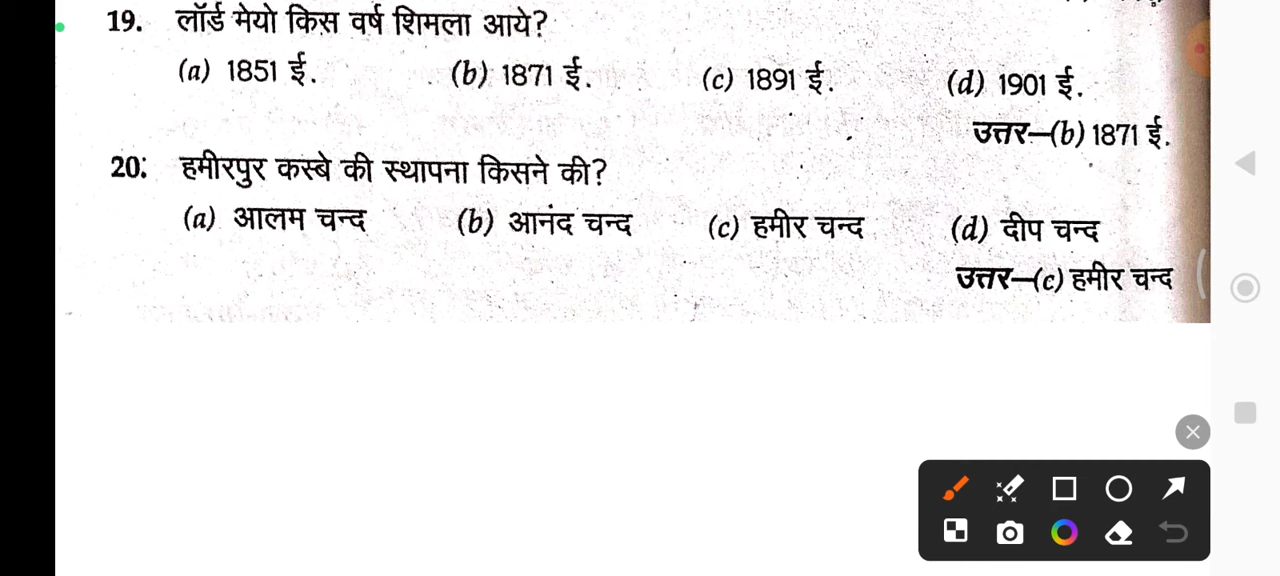 19. लॉर्ड मेयो किस वर्ष शिमला आये?
(a) 1851 ई. (b) 1871 ई. (c) 1891 ई. (d) 1901 ई.
उत्तर–(b) 1871 ई.
20. हमीरपुर कस्बे की स्थापना किसने की?
(a) आलम चन्द (b) आनंद चन्द (c) हमीर चन्द (d) दीप चन्द
उत्तर–(c) हमीर चन्द